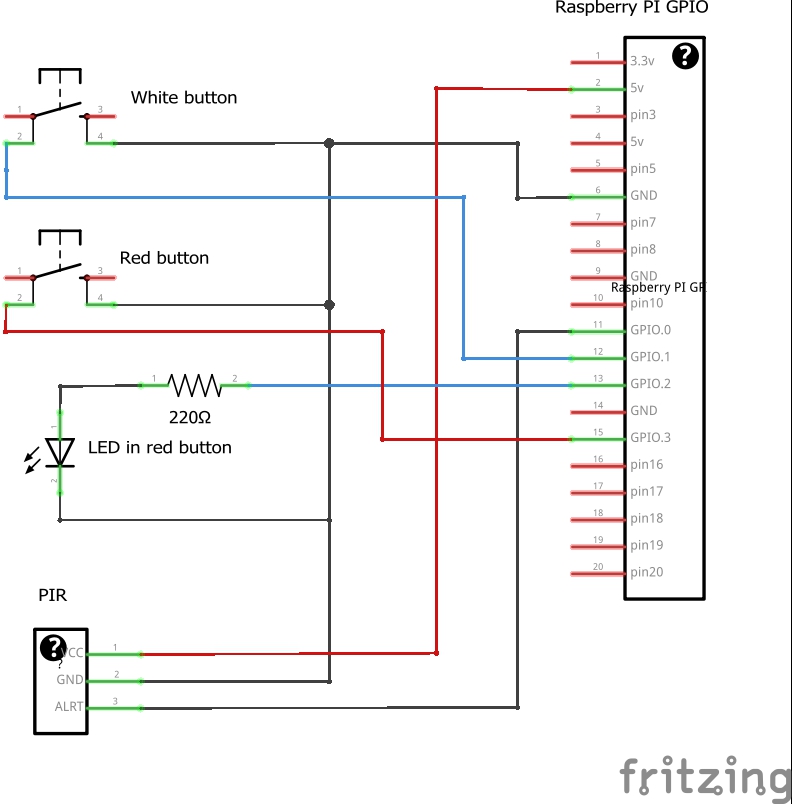 Raspberry PI GPIO
1 3.3v
2 5v
3 pin3
4 5v
5 pin5
6 GND
7 pin7
8 pin8
9 GND
Raspberry PI GPI
10 pin10
11 GPIO.0
12 GPIO.1
13 GPIO.2
14 GND
15 GPIO.3
16 pin16
17 pin17
18 pin18
19 pin19
20 pin20
White button
1 3
2 4
Red button
1 3
2 4
1 2
220Ω
1
LED in red button
2
PIR
?
VCC 1
?
GND 2
ALRT 3
?
fritzing